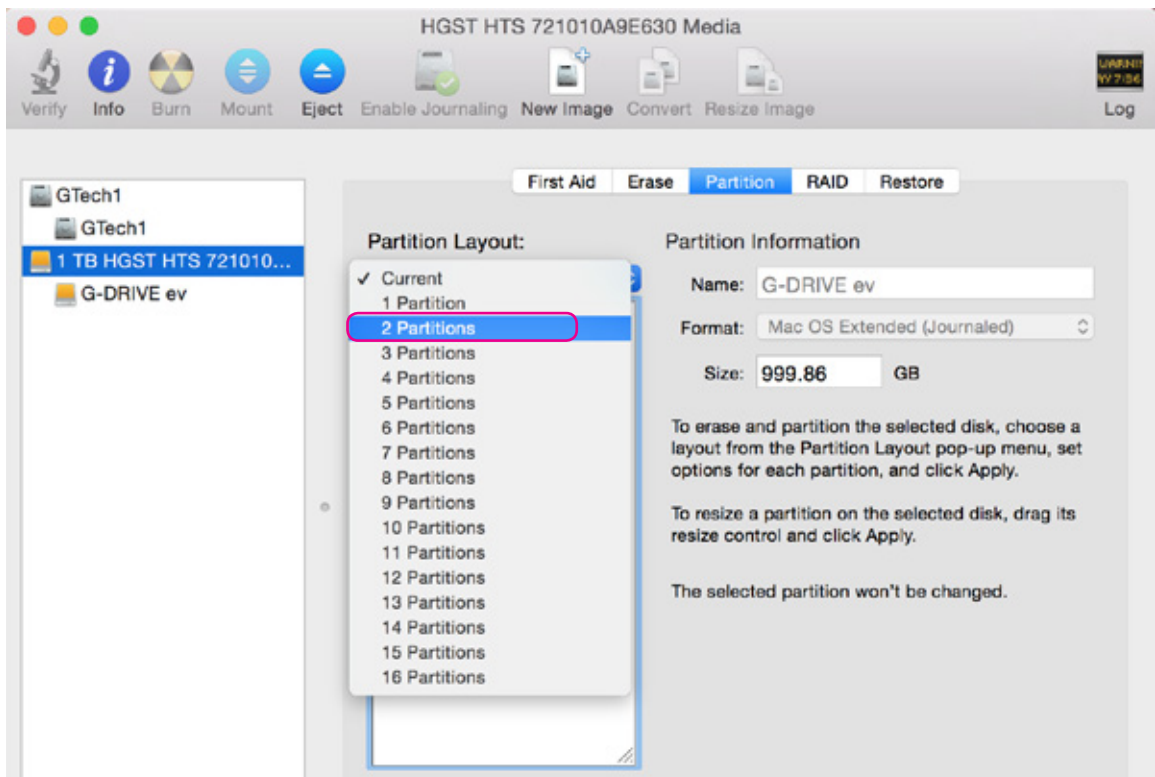 HGST HTS 721010A9E630 Media
Verify Info Burn Mount Eject Enable Journaling New Image Convert Resize Image Log
First Aid Erase Partition RAID Restore
GTech1
GTech1
1 TB HGST HTS 721010...
G-DRIVE ev
Partition Layout:
✓ Current
1 Partition
2 Partitions
3 Partitions
4 Partitions
5 Partitions
6 Partitions
7 Partitions
8 Partitions
9 Partitions
10 Partitions
11 Partitions
12 Partitions
13 Partitions
14 Partitions
15 Partitions
16 Partitions
Partition Information
Name: G-DRIVE ev
Format: Mac OS Extended (Journaled)
Size: 999.86 GB
To erase and partition the selected disk, choose a
layout from the Partition Layout pop-up menu, set
options for each partition, and click Apply.
To resize a partition on the selected disk, drag its
resize control and click Apply.
The selected partition won't be changed.